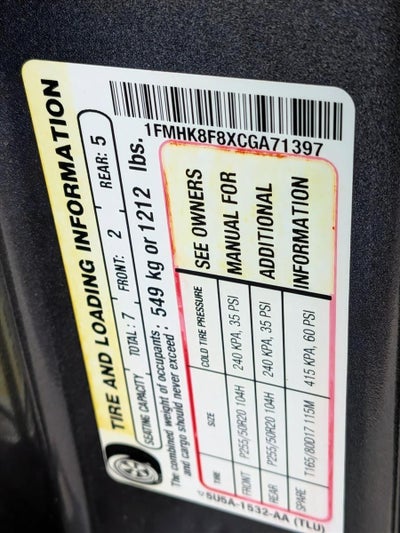 1FMHK8F8XCGA71397
TIRE AND LOADING INFORMATION
SEATING CAPACITY TOTAL: 7 FRONT: 2 REAR: 5
The combined weight of occupants
and cargo should never exceed : 549 kg or 1212 lbs.
TIRE SIZE COLD TIRE PRESSURE
FRONT P255/50R20 104H 240 KPA, 35 PSI
REAR P255/50R20 104H 240 KPA, 35 PSI
SPARE T165/80D17 115M 415 KPA, 60 PSI
SEE OWNERS
MANUAL FOR
ADDITIONAL
INFORMATION
5U5A-1532-AA (TLU)